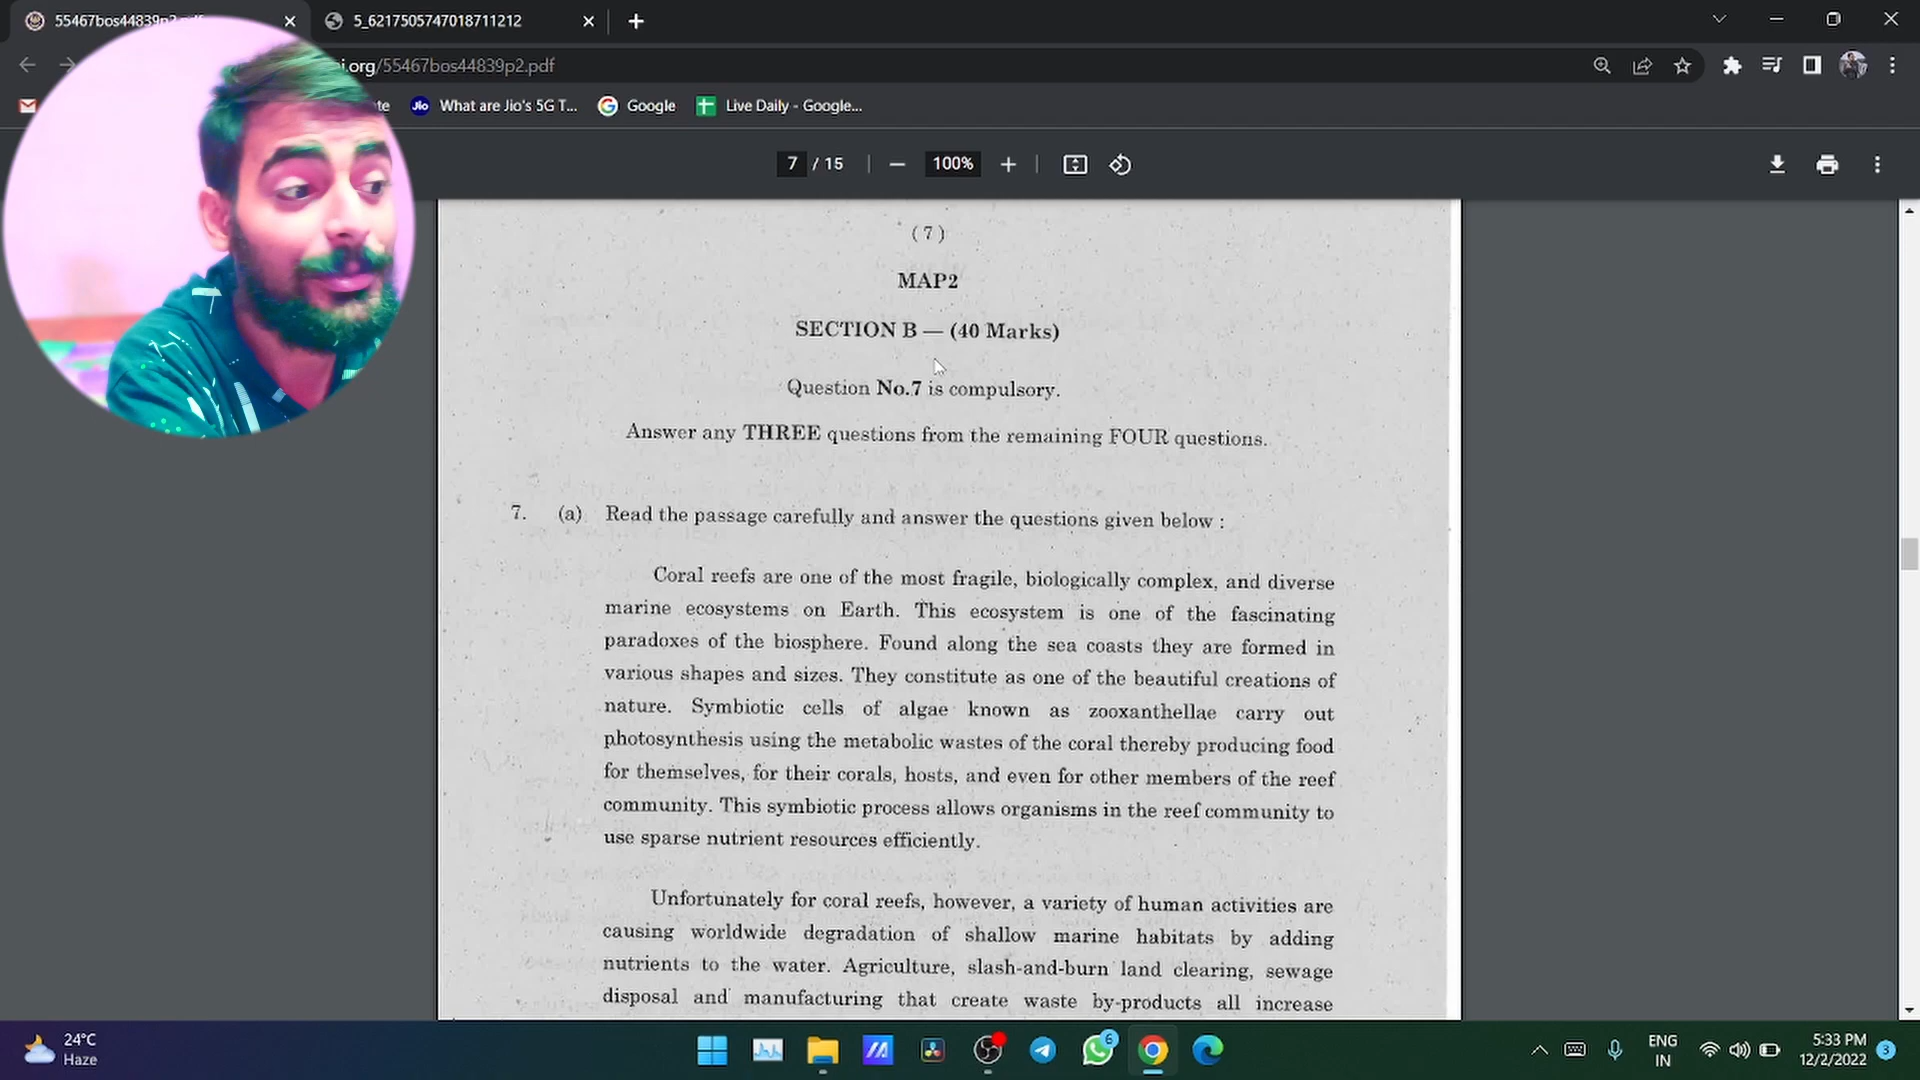 55467bos44839p2.pdf
5_6217505747018711212
i.org/55467bos44839p2.pdf
What are Jio's 5G T...
Google
Live Daily - Google...
7 / 15
100%
( 7 )
MAP2
SECTION B — (40 Marks)
Question No.7 is compulsory.
Answer any THREE questions from the remaining FOUR questions.
7. (a) Read the passage carefully and answer the questions given below :
Coral reefs are one of the most fragile, biologically complex, and diverse
marine ecosystems on Earth. This ecosystem is one of the fascinating
paradoxes of the biosphere. Found along the sea coasts they are formed in
various shapes and sizes. They constitute as one of the beautiful creations of
nature. Symbiotic cells of algae known as zooxanthellae carry out
photosynthesis using the metabolic wastes of the coral thereby producing food
for themselves, for their corals, hosts, and even for other members of the reef
community. This symbiotic process allows organisms in the reef community to
use sparse nutrient resources efficiently.
Unfortunately for coral reefs, however, a variety of human activities are
causing worldwide degradation of shallow marine habitats by adding
nutrients to the water. Agriculture, slash-and-burn land clearing, sewage
disposal and manufacturing that create waste by-products all increase
24°C
Haze
6
ENG
IN
5:33 PM
12/2/2022
3